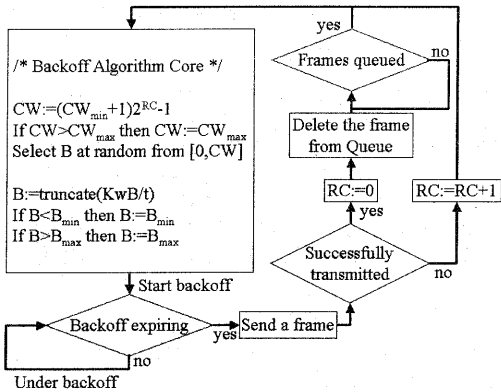 /* Backoff Algorithm Core */
CW:=(CWmin+1)2^RC-1
If CW>CWmax then CW:=CWmax
Select B at random from [0,CW]
B:=truncate(KwB/t)
If B<Bmin then B:=Bmin
If B>Bmax then B:=Bmax
Start backoff
Backoff expiring
no
Under backoff
yes
Send a frame
Successfully
transmitted
no
yes
RC:=0
RC:=RC+1
Delete the frame
from Queue
Frames queued
no
yes